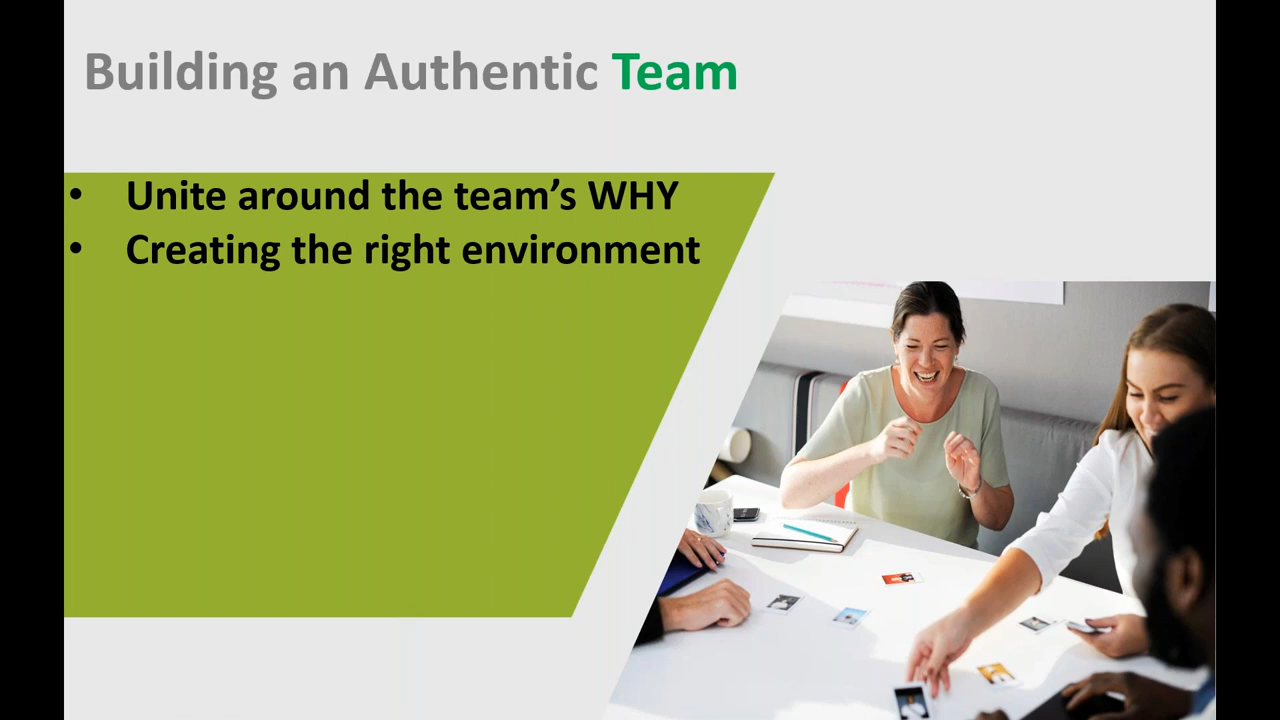 Building an Authentic Team
• Unite around the team’s WHY
• Creating the right environment